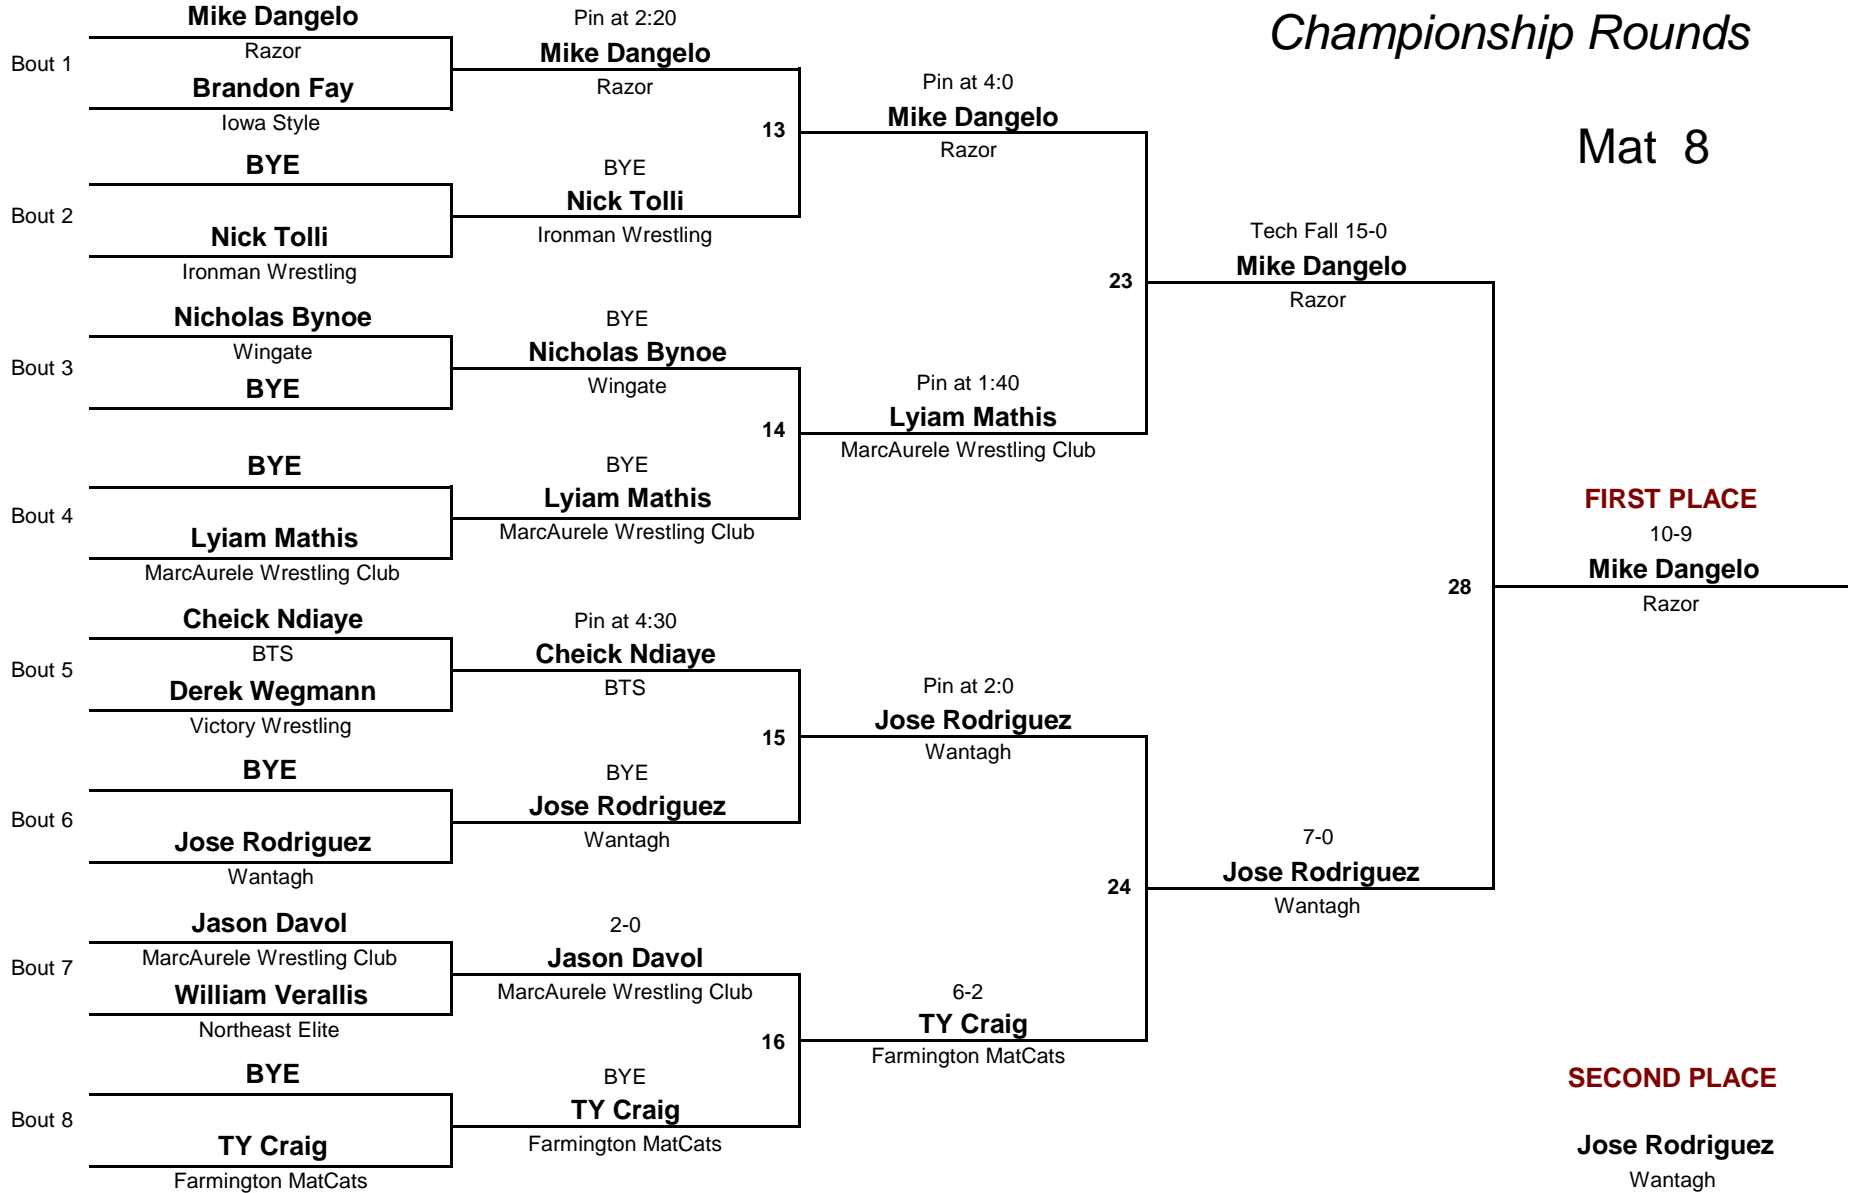 Championship Rounds
Mat 8
Bout 1
Mike Dangelo
Razor
Brandon Fay
Iowa Style
Bout 2
BYE
Nick Tolli
Ironman Wrestling
Bout 3
Nicholas Bynoe
Wingate
BYE
Bout 4
BYE
Lyiam Mathis
MarcAurele Wrestling Club
Bout 5
Cheick Ndiaye
BTS
Derek Wegmann
Victory Wrestling
Bout 6
BYE
Jose Rodriguez
Wantagh
Bout 7
Jason Davol
MarcAurele Wrestling Club
William Verallis
Northeast Elite
Bout 8
BYE
TY Craig
Farmington MatCats
Pin at 2:20
Mike Dangelo
Razor
13
BYE
Nick Tolli
Ironman Wrestling
BYE
Nicholas Bynoe
Wingate
14
BYE
Lyiam Mathis
MarcAurele Wrestling Club
Pin at 4:30
Cheick Ndiaye
BTS
15
BYE
Jose Rodriguez
Wantagh
2-0
Jason Davol
MarcAurele Wrestling Club
16
BYE
TY Craig
Farmington MatCats
Pin at 4:0
Mike Dangelo
Razor
23
Pin at 1:40
Lyiam Mathis
MarcAurele Wrestling Club
Pin at 2:0
Jose Rodriguez
Wantagh
24
6-2
TY Craig
Farmington MatCats
Tech Fall 15-0
Mike Dangelo
Razor
28
7-0
Jose Rodriguez
Wantagh
FIRST PLACE
10-9
Mike Dangelo
Razor
SECOND PLACE
Jose Rodriguez
Wantagh